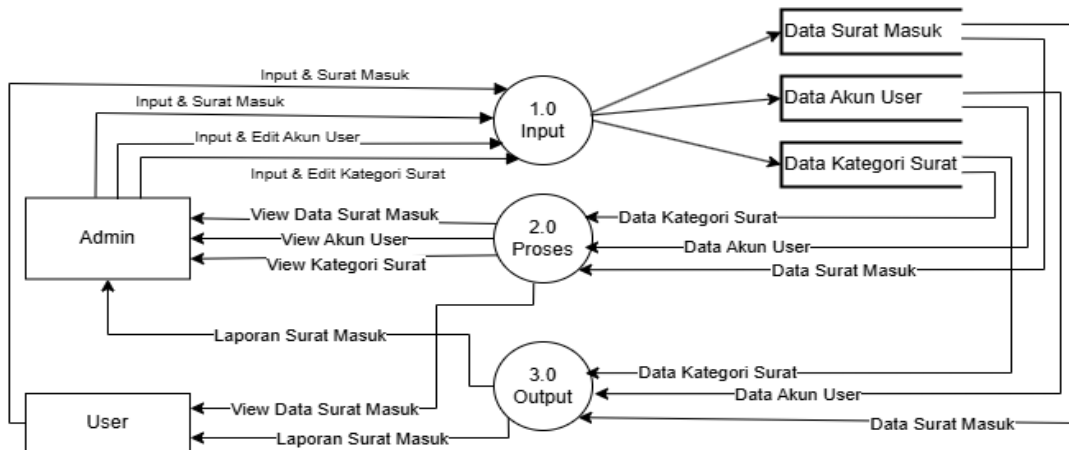 Data Surat Masuk
Input & Surat Masuk
1.0
Input
Data Akun User
Input & Surat Masuk
Input & Edit Akun User
Data Kategori Surat
Input & Edit Kategori Surat
Admin
View Data Surat Masuk
View Akun User
View Kategori Surat
2.0
Proses
Data Kategori Surat
Data Akun User
Data Surat Masuk
Laporan Surat Masuk
3.0
Output
Data Kategori Surat
Data Akun User
Data Surat Masuk
User
View Data Surat Masuk
Laporan Surat Masuk